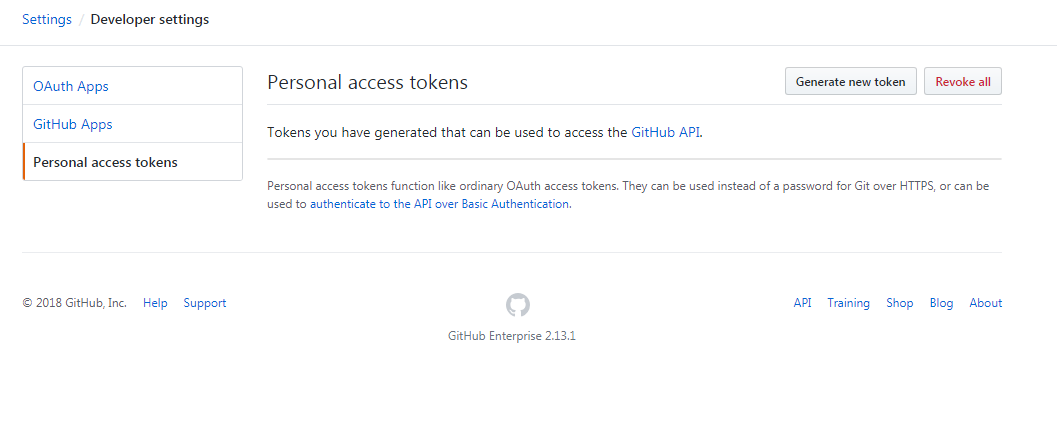 Settings / Developer settings
OAuth Apps
GitHub Apps
Personal access tokens
Personal access tokens
Generate new token
Revoke all
Tokens you have generated that can be used to access the GitHub API.
Personal access tokens function like ordinary OAuth access tokens. They can be used instead of a password for Git over HTTPS, or can be
used to authenticate to the API over Basic Authentication.
© 2018 GitHub, Inc. Help Support
API Training Shop Blog About
GitHub Enterprise 2.13.1